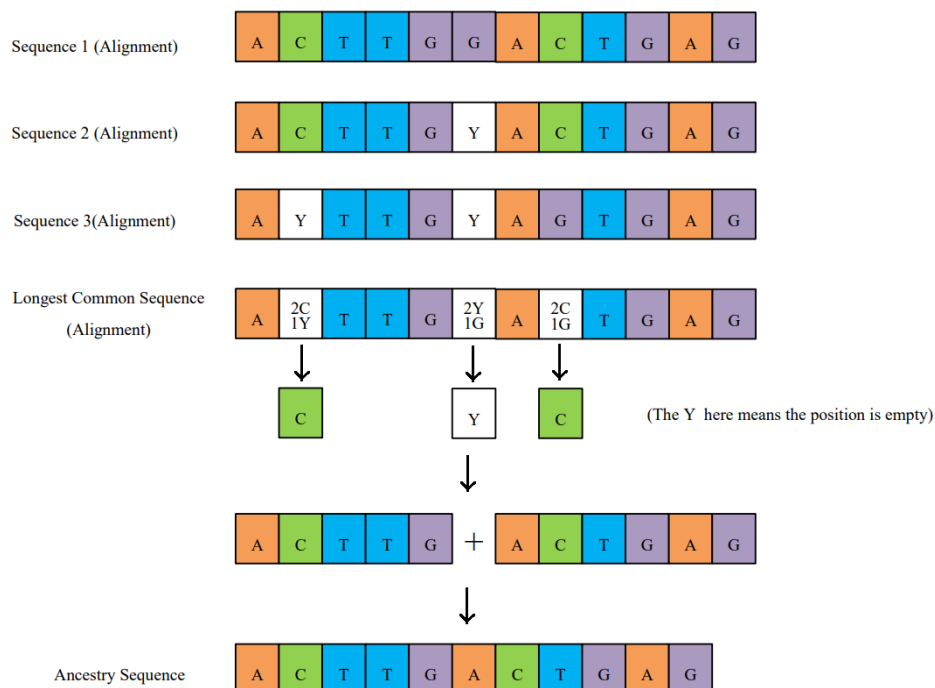 Sequence 1 (Alignment) A C T T G G A C T G A G
Sequence 2 (Alignment) A C T T G Y A C T G A G
Sequence 3(Alignment) A Y T T G Y A G T G A G
Longest Common Sequence
(Alignment)
A 2C 1Y T T G 2Y 1G A 2C 1G T G A G
C Y C (The Y here means the position is empty)
A C T T G + A C T G A G
Ancestry Sequence A C T T G A C T G A G